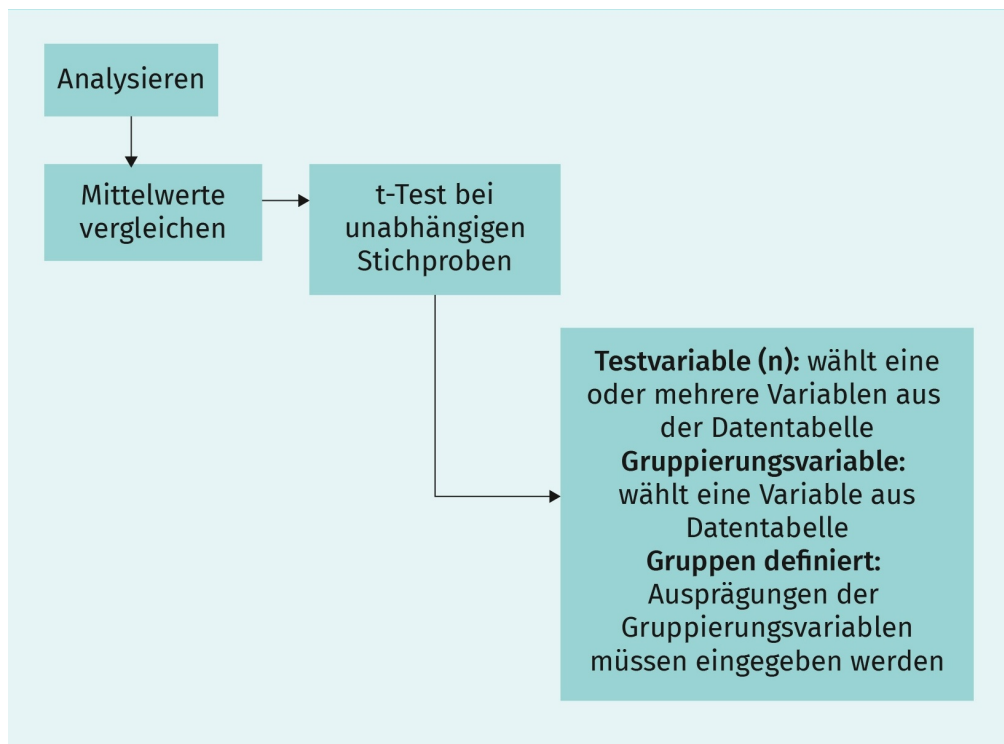 Analysieren
Mittelwerte
vergleichen
t-Test bei
unabhängigen
Stichproben
Testvariable (n): wählt eine
oder mehrere Variablen aus
der Datentabelle
Gruppierungsvariable:
wählt eine Variable aus
Datentabelle
Gruppen definiert:
Ausprägungen der
Gruppierungsvariablen
müssen eingegeben werden